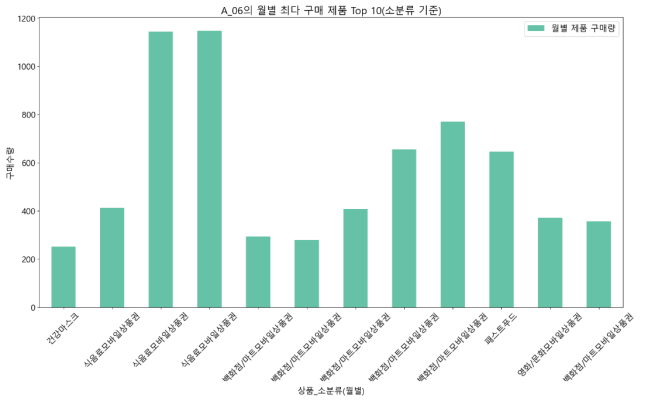 A_06의 월별 최다 구매 제품 Top 10(소분류 기준)
월별 제품 구매량
1200
1000
800
600
400
200
0
구매수량
건강마스크
식음료모바일상품권
식음료모바일상품권
식음료모바일상품권
백화점/마트모바일상품권
백화점/마트모바일상품권
백화점/마트모바일상품권
백화점/마트모바일상품권
백화점/마트모바일상품권
패스트푸드
영화/문화모바일상품권
백화점/마트모바일상품권
상품_소분류(월별)